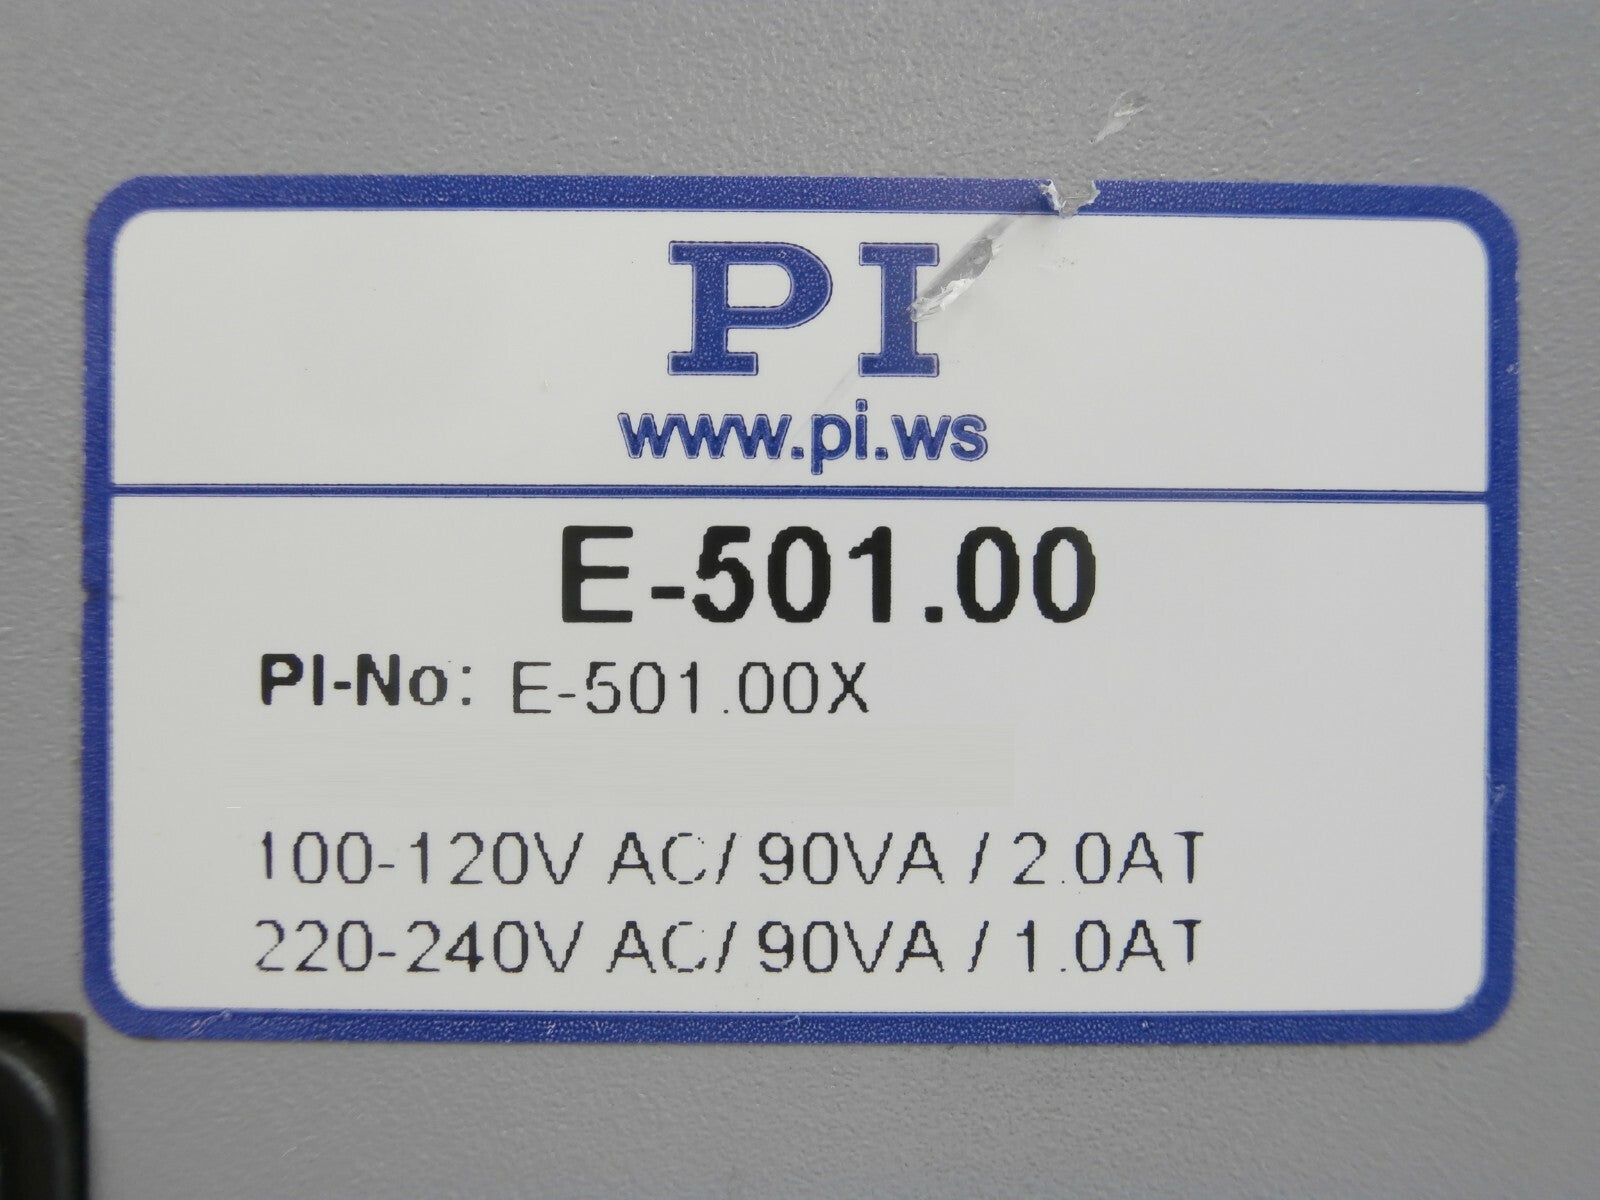 PI
www.pi.ws
E-501.00
PI-No: E-501.00X
100-120V AC/ 90VA / 2.0AT
220-240V AC/ 90VA / 1.0AT